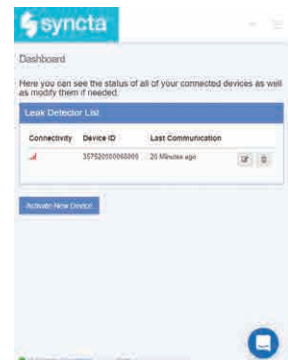 syncta
Dashboard
Here you can see the status of all of your connected devices as well
as modify them if needed.
Leak Detector List
Connectivity Device ID Last Communication
20 Minutes ago
Activate New Device